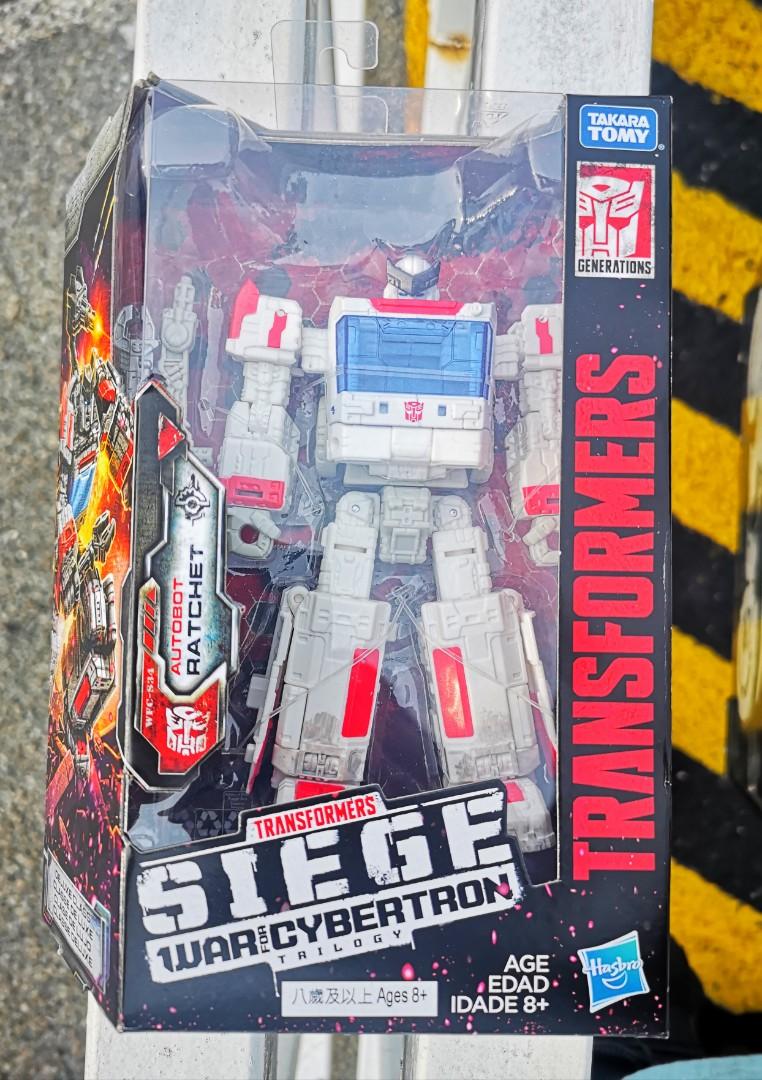 TAKARA
TOMY
GENERATIONS
TRANSFORMERS
WFC-S34
AUTOBOT
RATCHET
TRANSFORMERS
SIEGE
WAR FOR CYBERTRON
TRILOGY
八歲及以上 Ages 8+
AGE
EDAD
IDADE 8+
Hasbro